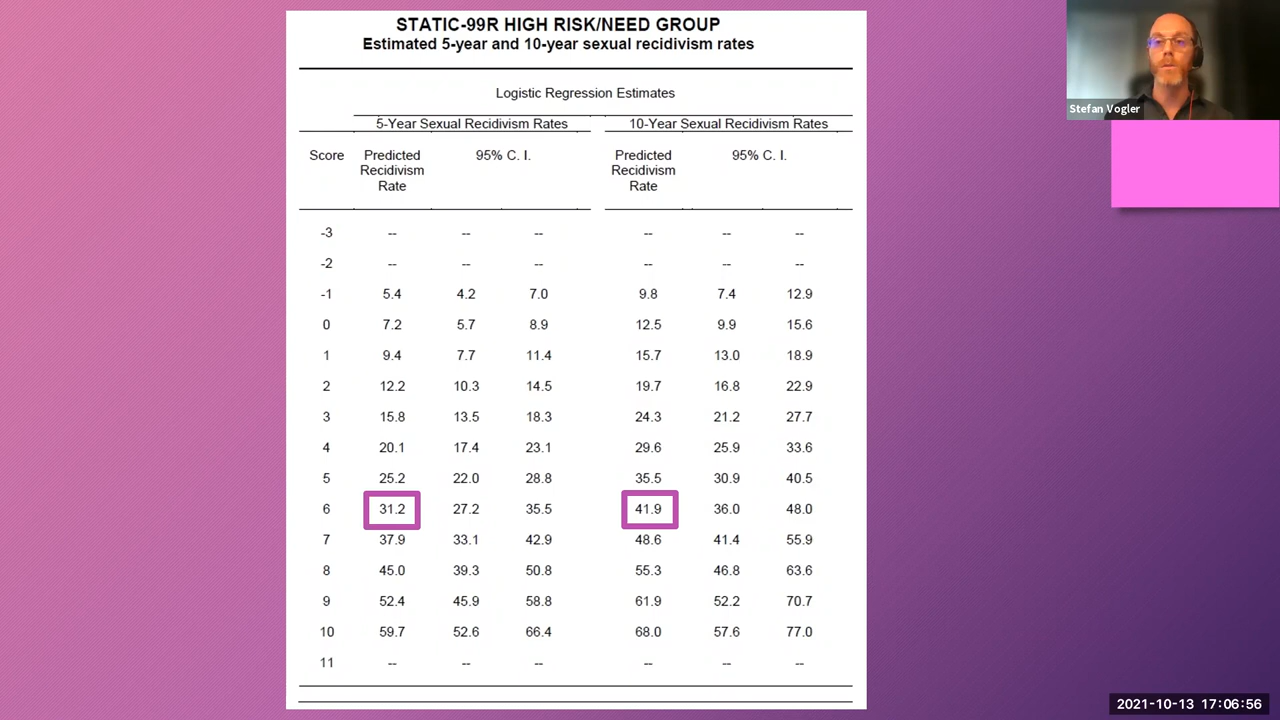 STATIC-99R HIGH RISK/NEED GROUP
Estimated 5-year and 10-year sexual recidivism rates
Logistic Regression Estimates
5-Year Sexual Recidivism Rates 10-Year Sexual Recidivism Rates
Score Predicted Recidivism Rate 95% C. I. Predicted Recidivism Rate 95% C. I.
-3 -- -- -- -- -- --
-2 -- -- -- -- -- --
-1 5.4 4.2 7.0 9.8 7.4 12.9
0 7.2 5.7 8.9 12.5 9.9 15.6
1 9.4 7.7 11.4 15.7 13.0 18.9
2 12.2 10.3 14.5 19.7 16.8 22.9
3 15.8 13.5 18.3 24.3 21.2 27.7
4 20.1 17.4 23.1 29.6 25.9 33.6
5 25.2 22.0 28.8 35.5 30.9 40.5
6 31.2 27.2 35.5 41.9 36.0 48.0
7 37.9 33.1 42.9 48.6 41.4 55.9
8 45.0 39.3 50.8 55.3 46.8 63.6
9 52.4 45.9 58.8 61.9 52.2 70.7
10 59.7 52.6 66.4 68.0 57.6 77.0
11 -- -- -- -- -- --
Stefan Vogler
2021-10-13 17:06:56